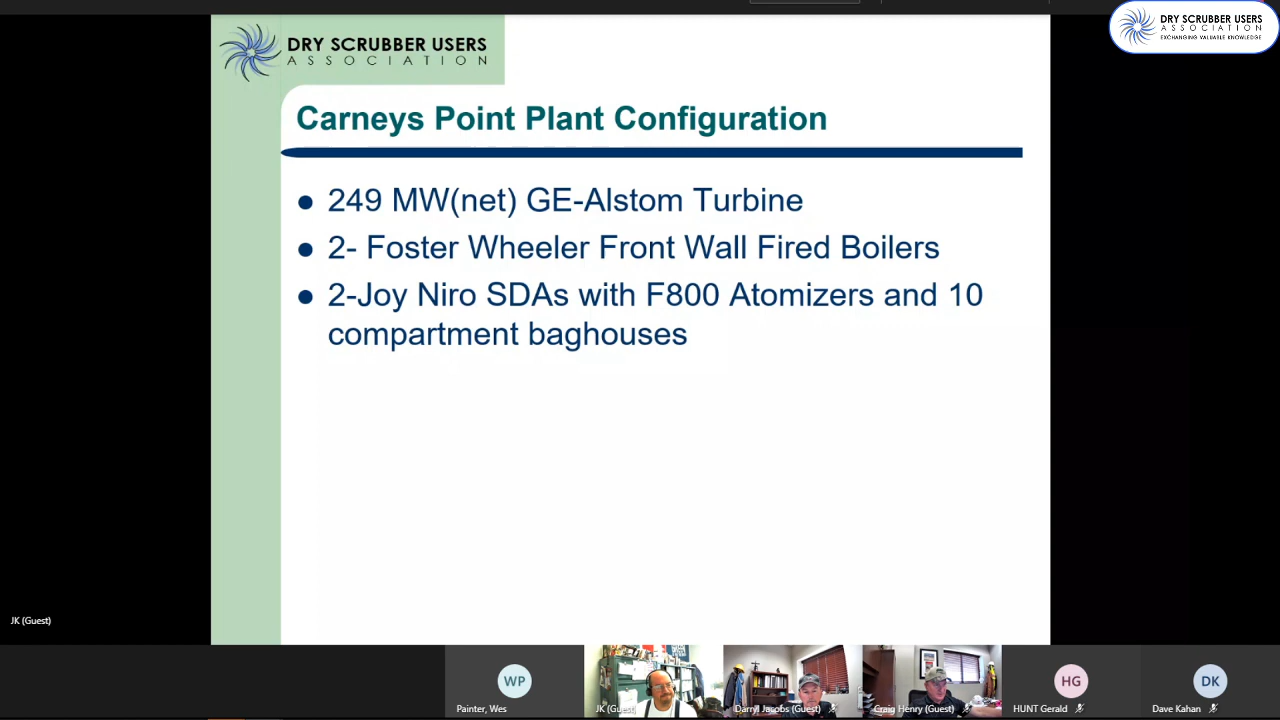 DRY SCRUBBER USERS
ASSOCIATION
EXCHANGING VALUABLE KNOWLEDGE
DRY SCRUBBER USERS
ASSOCIATION
Carneys Point Plant Configuration
249 MW(net) GE-Alstom Turbine
2- Foster Wheeler Front Wall Fired Boilers
2-Joy Niro SDAs with F800 Atomizers and 10
compartment baghouses
JK (Guest)
WP
HG
DK
Painter, Wes
JK (Guest)
Darryl Jacobs (Guest)
Craig Henry (Guest)
HUNT Gerald
Dave Kahan